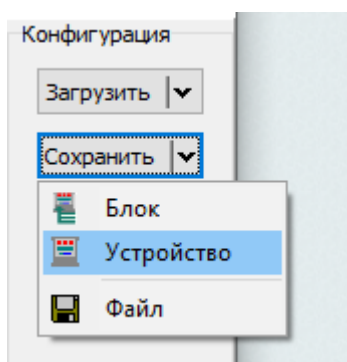 Конфигурация
Загрузить
Сохранить
Блок
Устройство
Файл